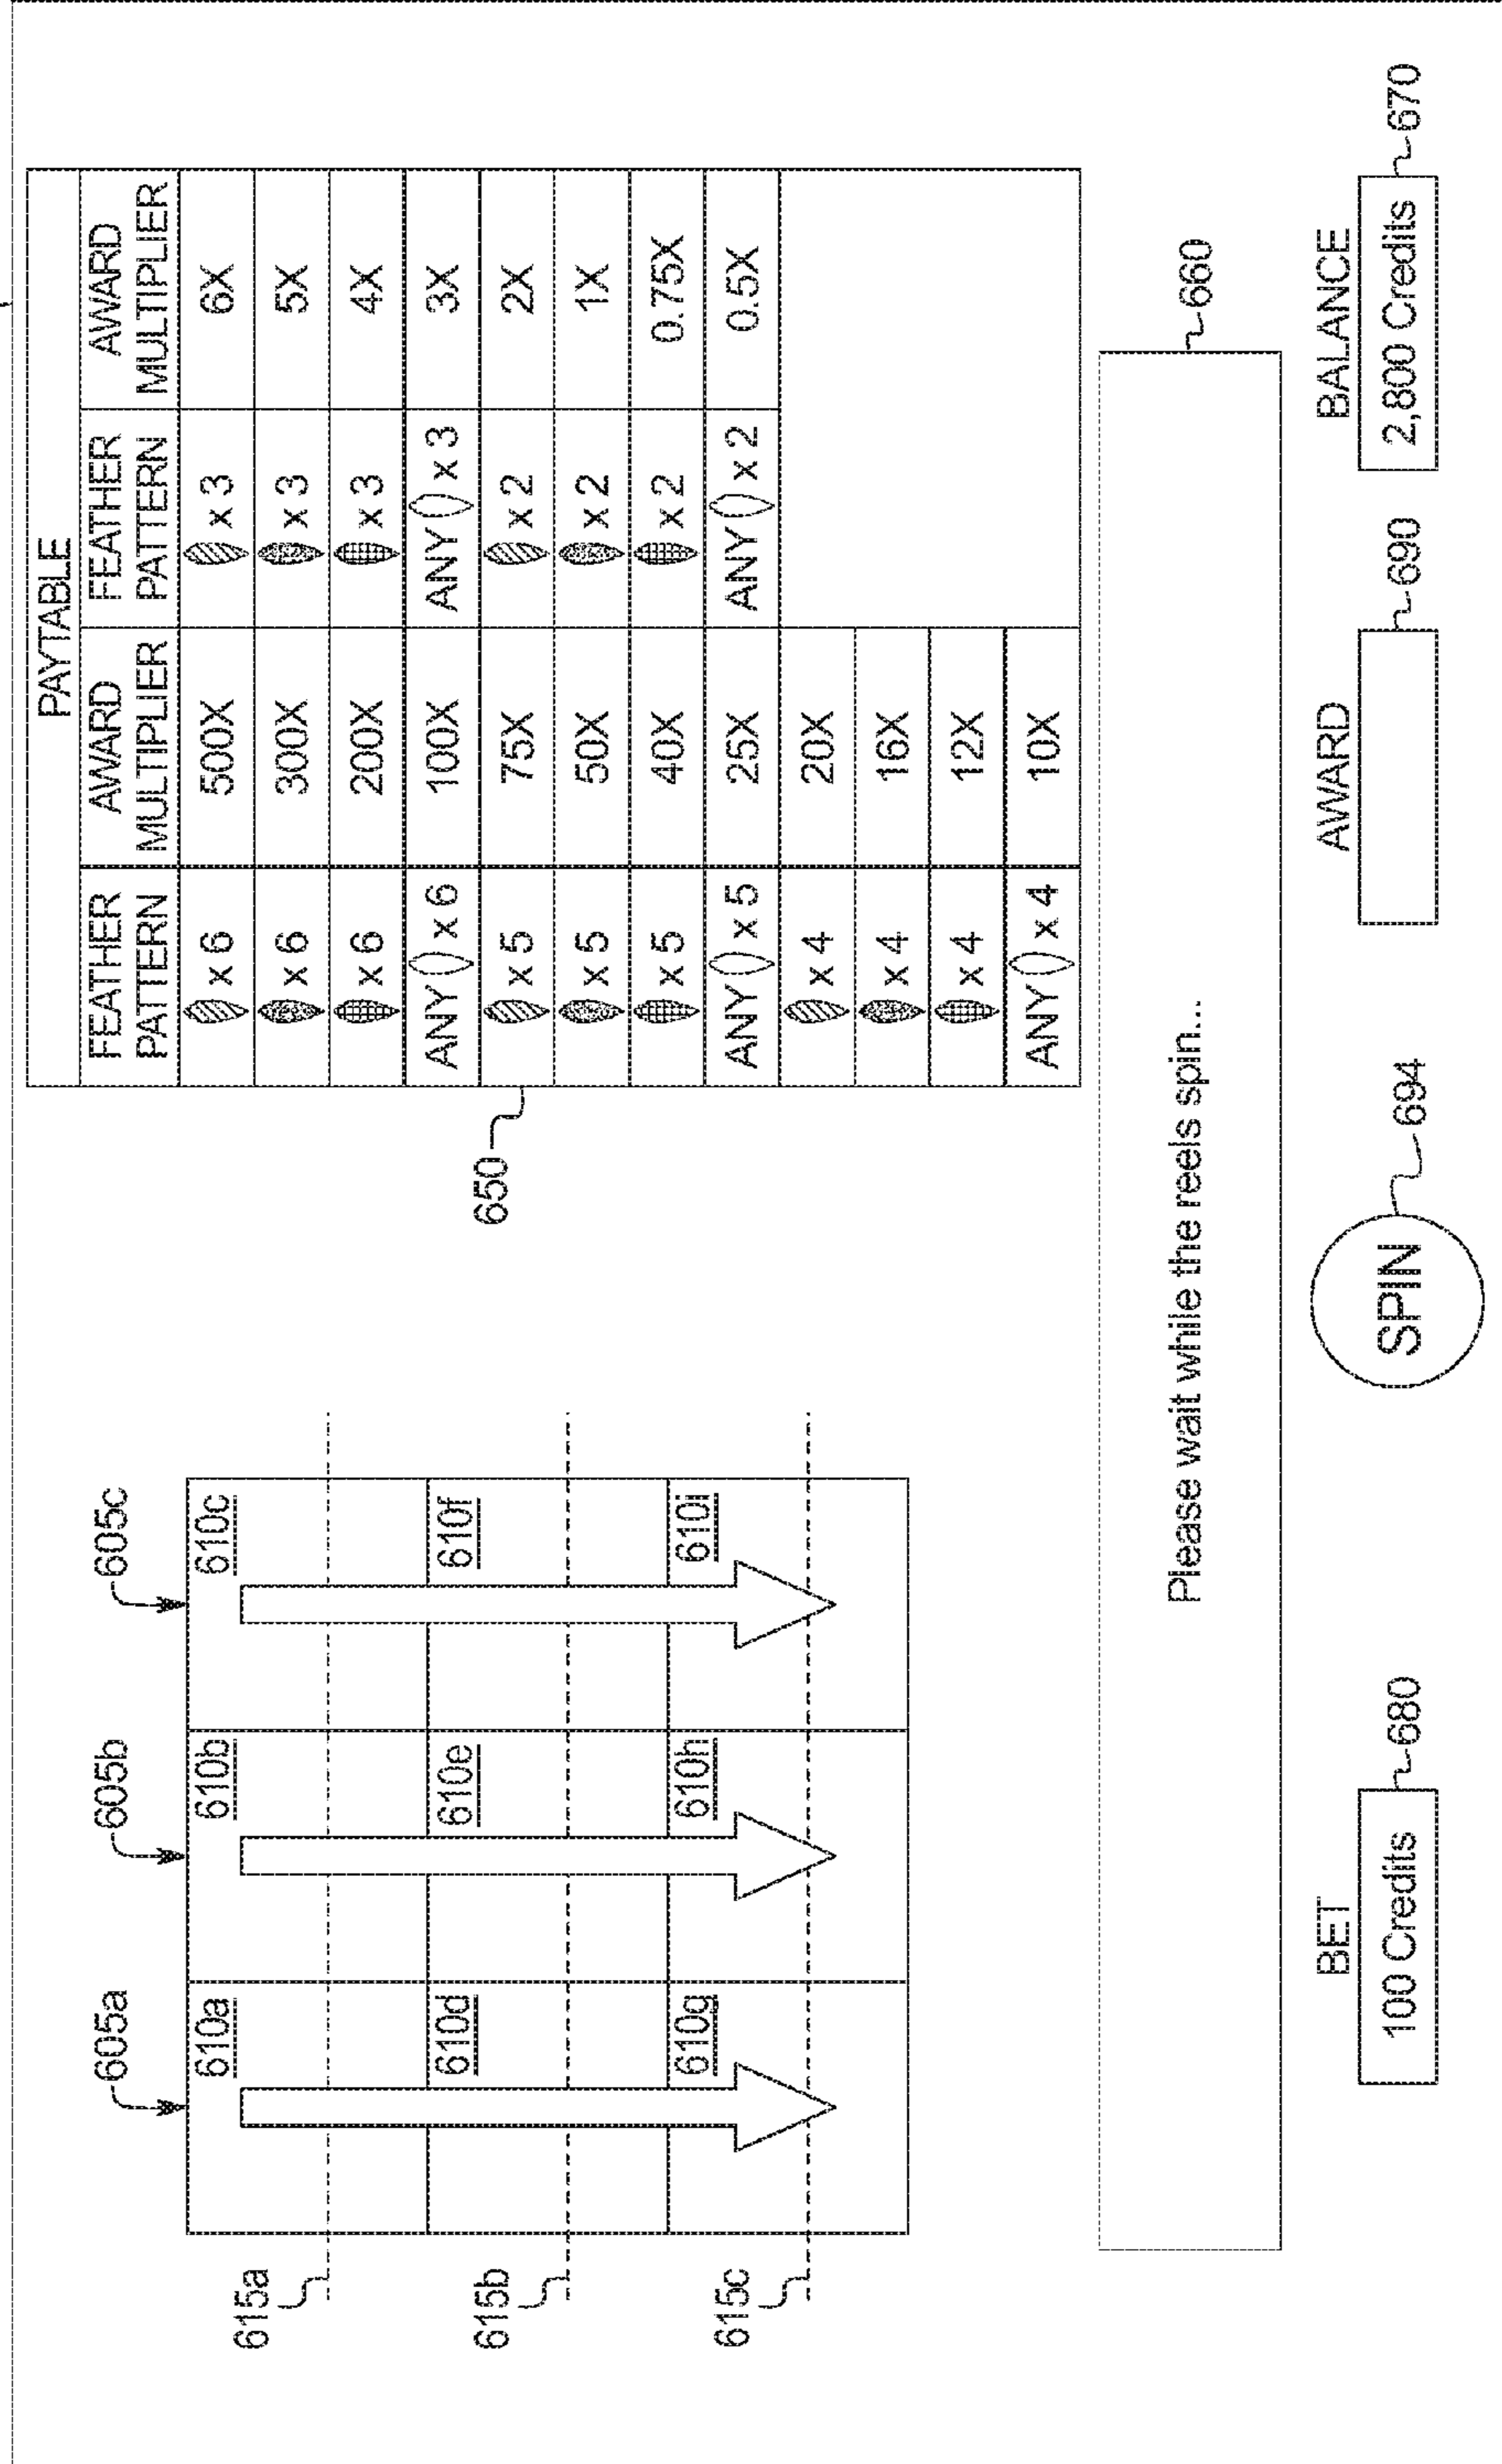 605a
605b
605c
610a
610b
610c
610d
610e
610f
610g
610h
610i
615a
615b
615c
PAYTABLE
FEATHER PATTERN AWARD MULTIPLIER FEATHER PATTERN AWARD MULTIPLIER
x 6 500X x 3 6X
x 6 300X x 3 5X
x 6 200X x 3 4X
ANY x 6 100X ANY x 3 3X
x 5 75X x 2 2X
x 5 50X x 2 1X
x 5 40X x 2 0.75X
ANY x 5 25X ANY x 2 0.5X
x 4 20X
x 4 16X
x 4 12X
ANY x 4 10X
650
Please wait while the reels spin...
660
BET
100 Credits
680
SPIN
694
AWARD
690
BALANCE
2,800 Credits
670